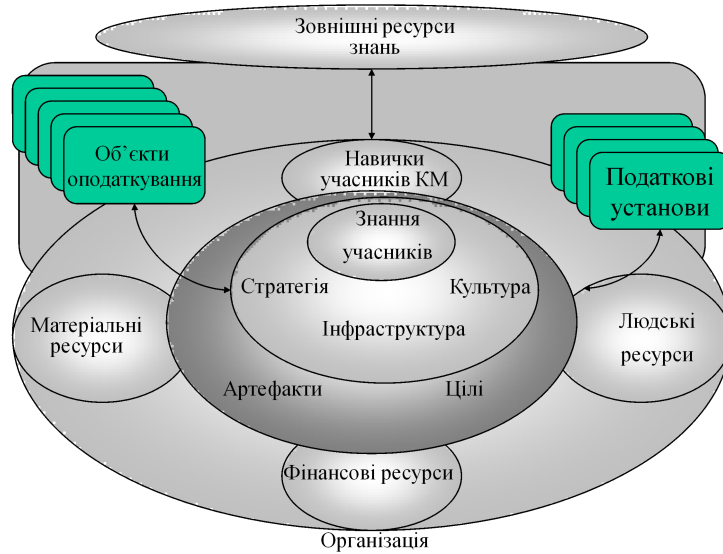 Зовнішні ресурси
знань
Об`єкти
оподаткування
Податкові
установи
Навички
учасників КМ
Знання
учасників
Стратегія
Культура
Інфраструктура
Матеріальні
ресурси
Людські
ресурси
Артефакти
Цілі
Фінансові ресурси
Організація